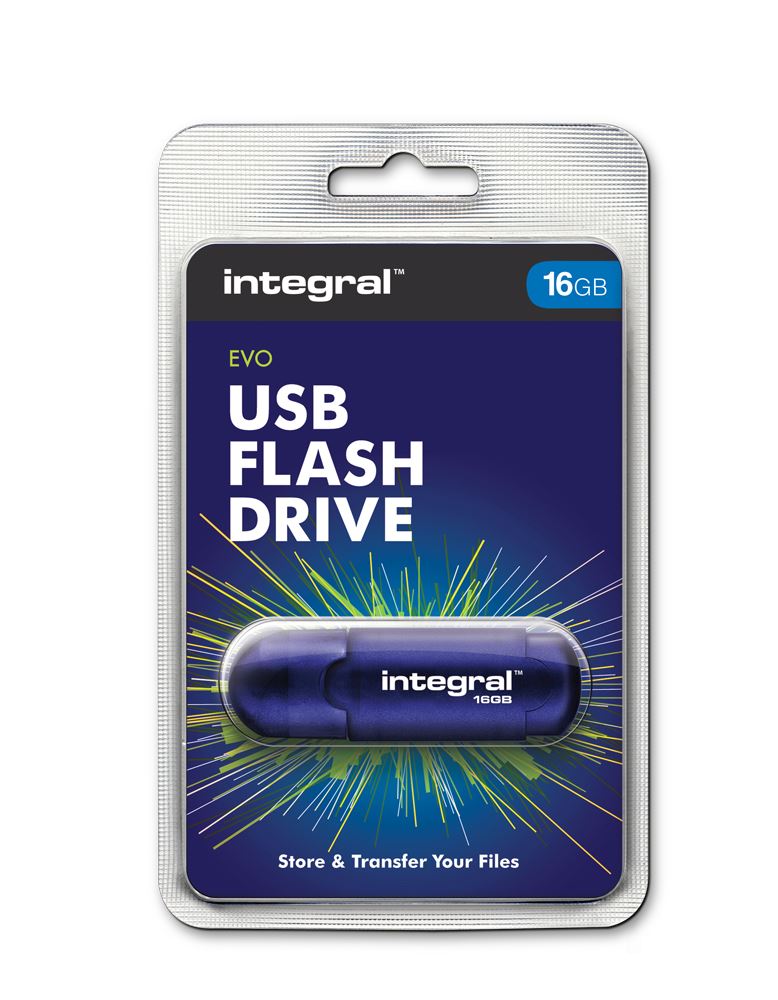 integral™
16GB
EVO
USB
FLASH
DRIVE
integral™
16GB
Store & Transfer Your Files